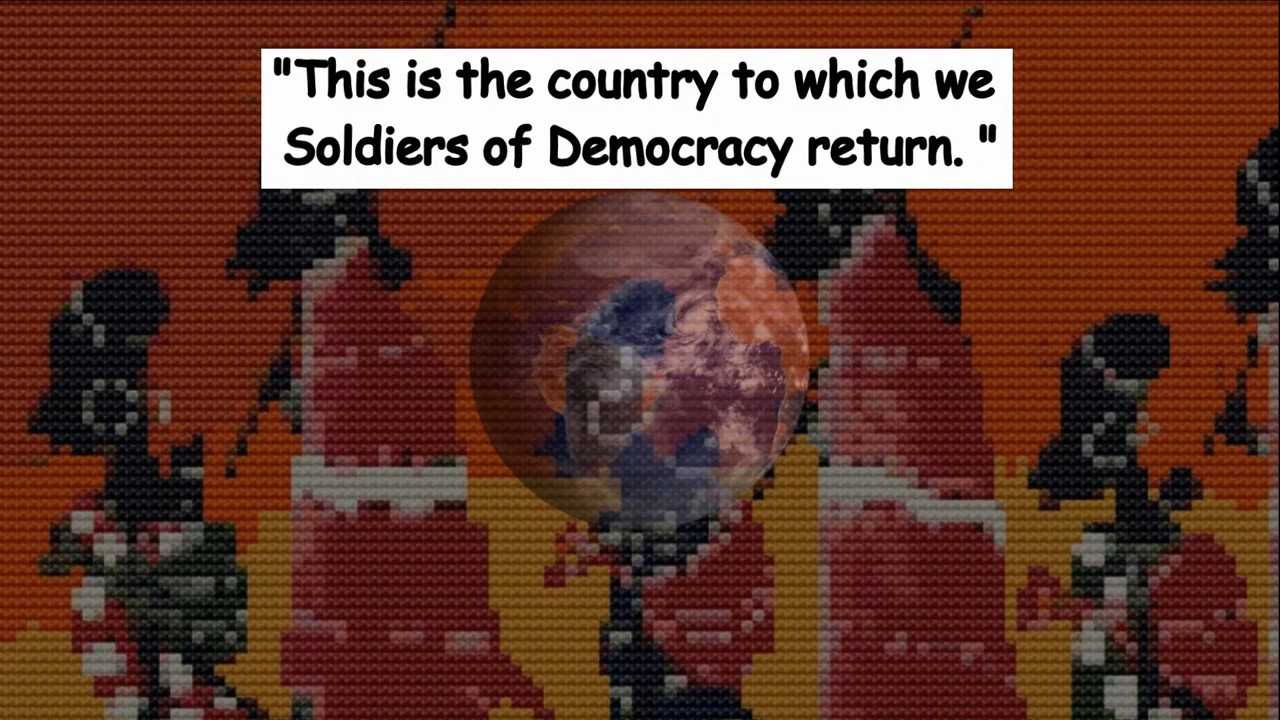 "This is the country to which we
Soldiers of Democracy return. "